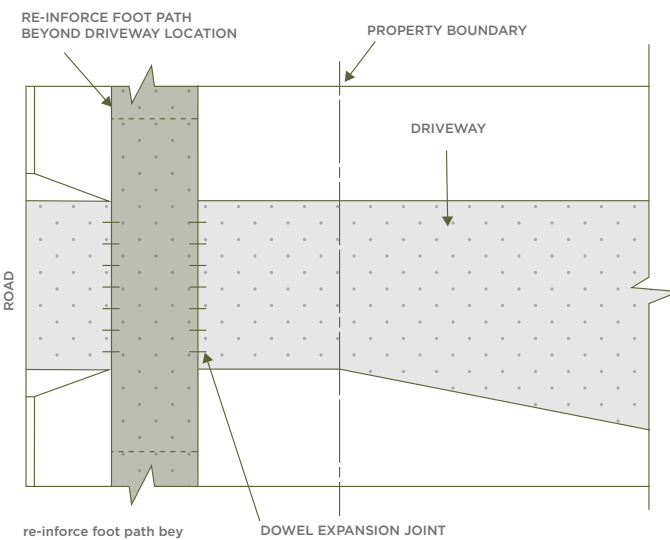 RE-INFORCE FOOT PATH
BEYOND DRIVEWAY LOCATION
PROPERTY BOUNDARY
DRIVEWAY
ROAD
DOWEL EXPANSION JOINT
re-inforce foot path bey